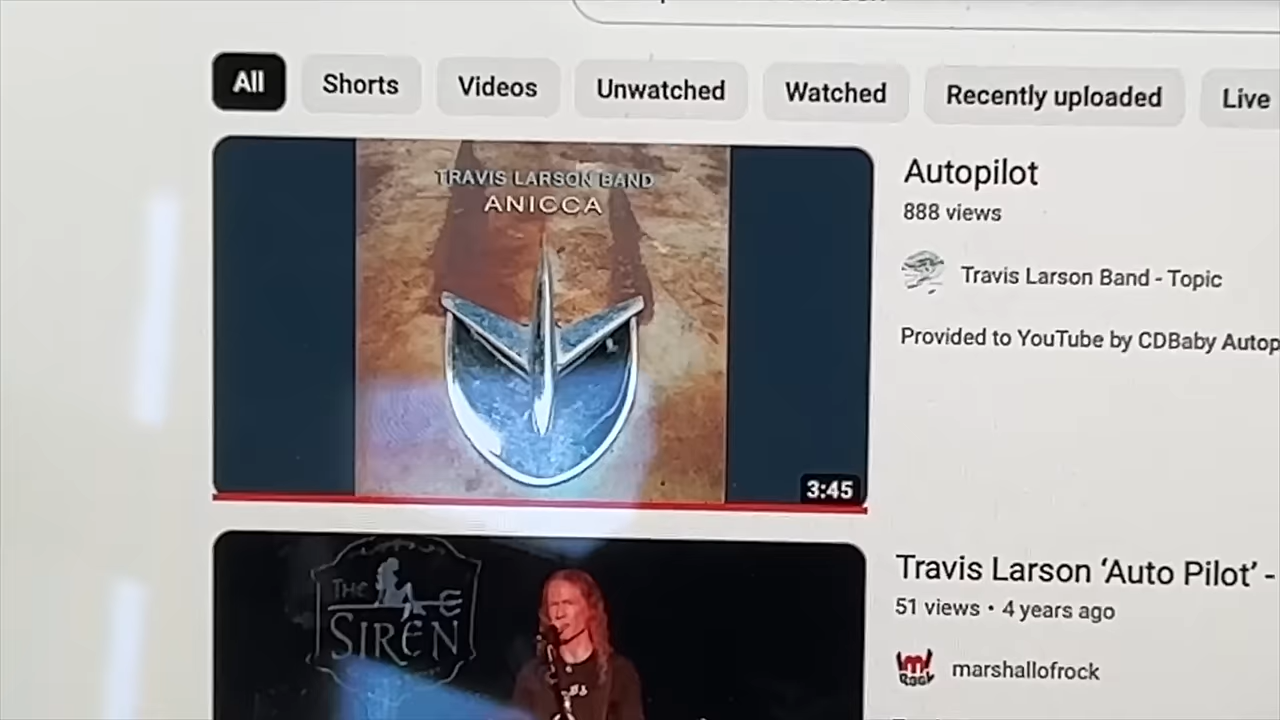 All
Shorts
Videos
Unwatched
Watched
Recently uploaded
Live
TRAVIS LARSON BAND
ANICCA
3:45
Autopilot
888 views
Travis Larson Band - Topic
Provided to YouTube by CDBaby Autop
THE
SIREN
Travis Larson ‘Auto Pilot’ -
51 views • 4 years ago
marshallofrock